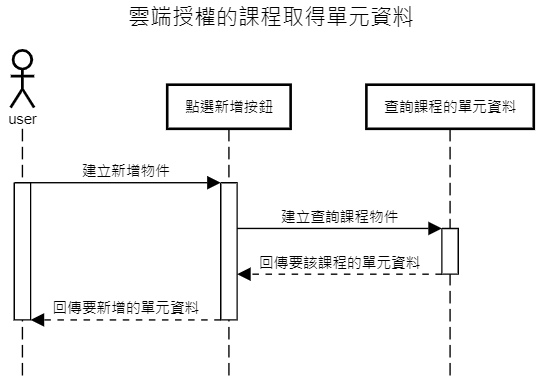 雲端授權的課程取得單元資料
user
點選新增按鈕
查詢課程的單元資料
建立新增物件
建立查詢課程物件
回傳要該課程的單元資料
回傳要新增的單元資料